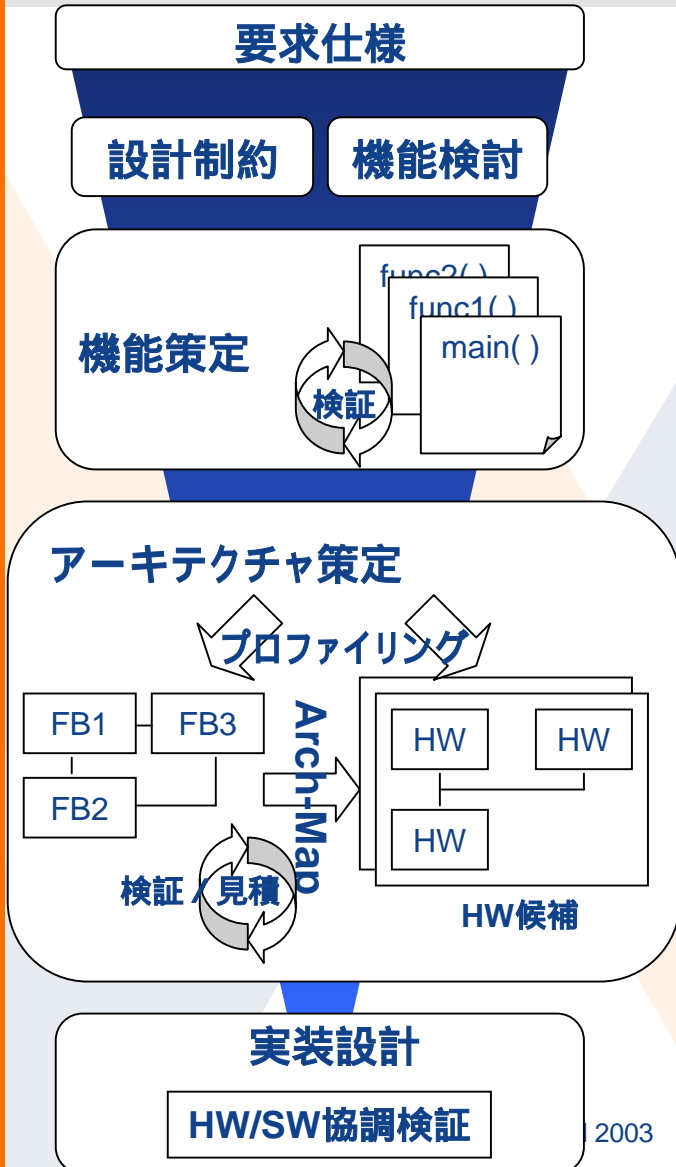 要求仕様
設計制約
機能検討
機能策定
func2( )
func1( )
main( )
検証
アーキテクチャ策定
プロファイリング
FB1
FB3
FB2
Arch-Map
HW
HW
HW
検証 / 見積
HW候補
実装設計
HW/SW協調検証
2003